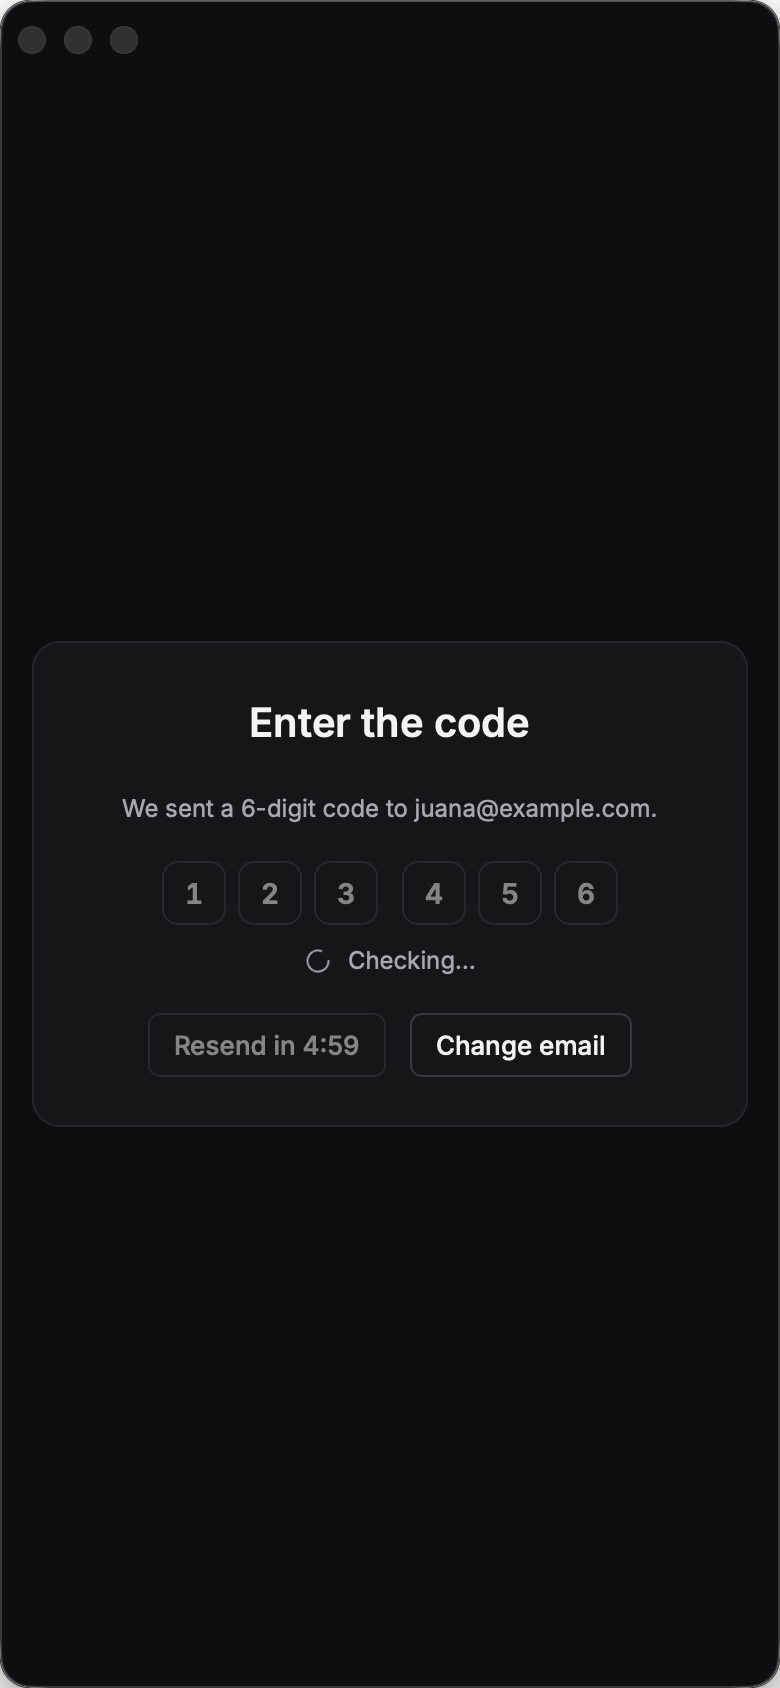 Enter the code
We sent a 6-digit code to juana@example.com.
1 2 3 4 5 6
Checking...
Resend in 4:59 Change email